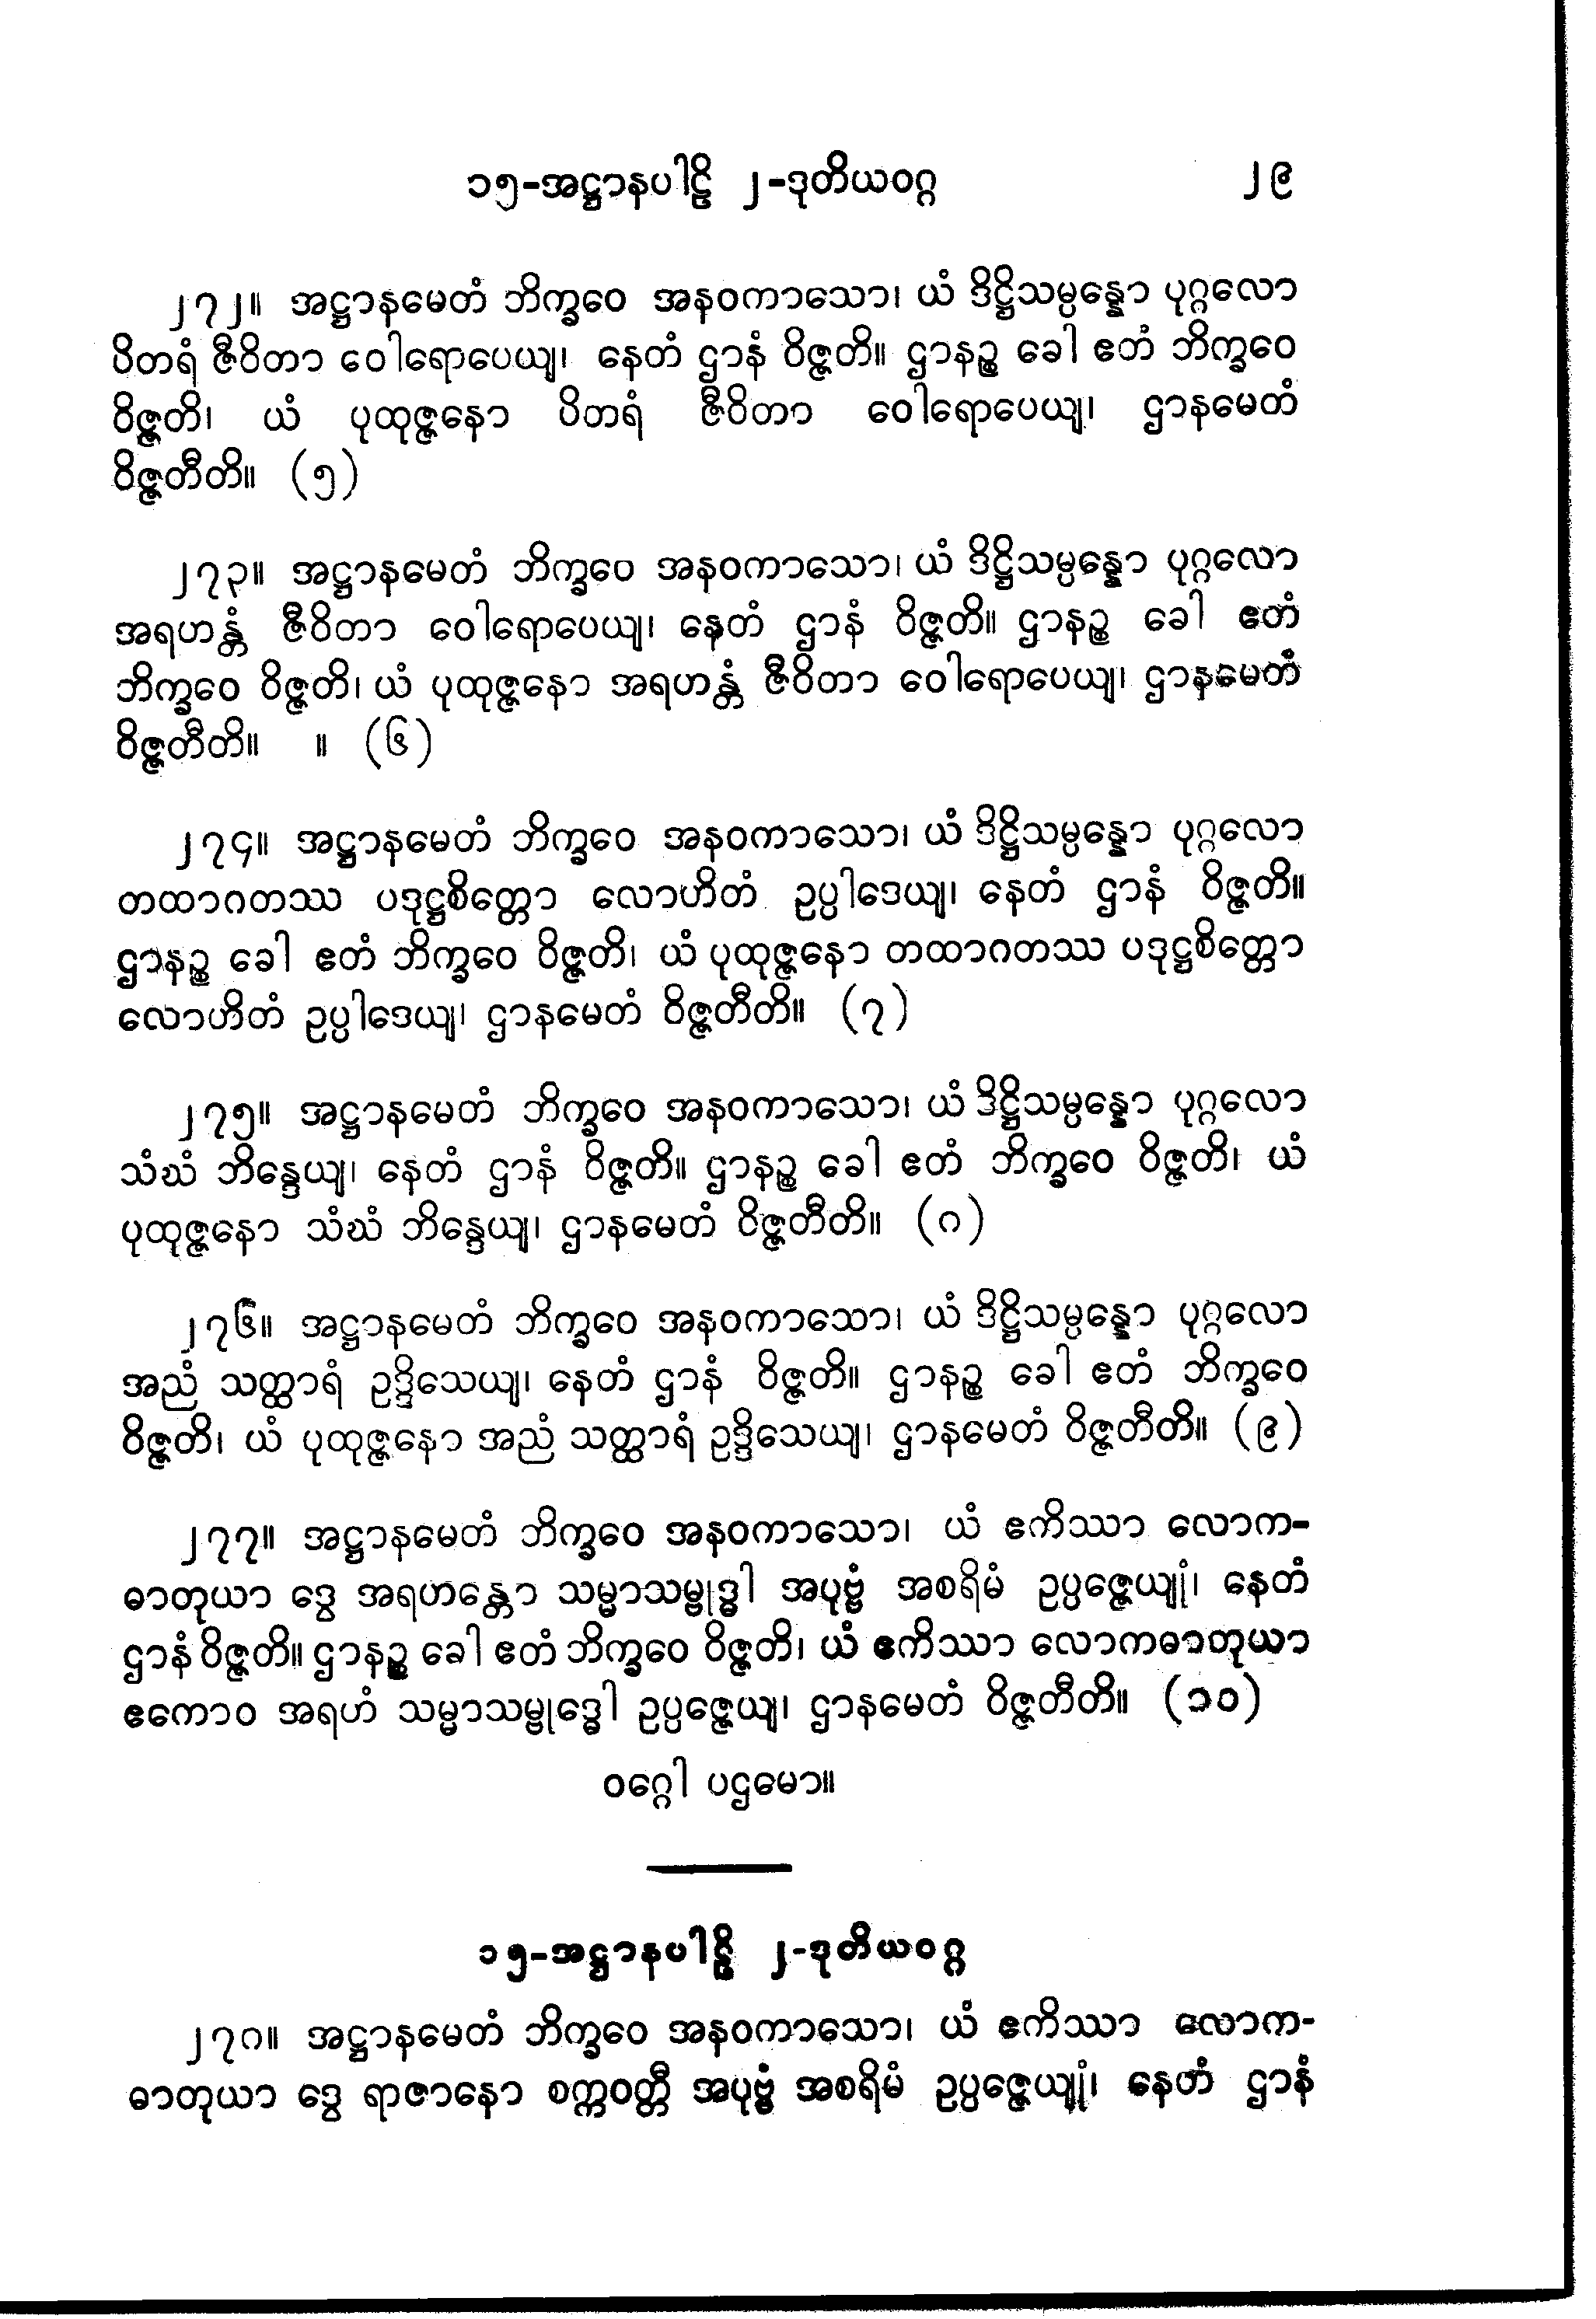 ၁၅-အဋ္ဌာနပါဠိ ၂-ဒုတိယဝဂ္ဂ ၂၉
၂၇၂။ အဋ္ဌာနမေတံ ဘိက္ခဝေ အနဝကာသော၊ ယံ ဒိဋ္ဌိသမ္ပန္နော ပုဂ္ဂလော
ပိတရံ ဇီဝိတာ ဝေါရောပေယျ၊ နေတံ ဌာနံ ဝိဇ္ဇတိ။ ဌာနဉ္စ ခေါ ဧတံ ဘိက္ခဝေ
ဝိဇ္ဇတိ၊ ယံ ပုထုဇ္ဇနော ပိတရံ ဇီဝိတာ ဝေါရောပေယျ၊ ဌာနမေတံ
ဝိဇ္ဇတီတိ။ (၅)
၂၇၃။ အဋ္ဌာနမေတံ ဘိက္ခဝေ အနဝကာသော၊ ယံ ဒိဋ္ဌိသမ္ပန္နော ပုဂ္ဂလော
အရဟန္တံ ဇီဝိတာ ဝေါရောပေယျ၊ နေတံ ဌာနံ ဝိဇ္ဇတိ။ ဌာနဉ္စ ခေါ ဧတံ
ဘိက္ခဝေ ဝိဇ္ဇတိ၊ ယံ ပုထုဇ္ဇနော အရဟန္တံ ဇီဝိတာ ဝေါရောပေယျ၊ ဌာနမေတံ
ဝိဇ္ဇတီတိ။ ။ (၆)
၂၇၄။ အဋ္ဌာနမေတံ ဘိက္ခဝေ အနဝကာသော၊ ယံ ဒိဋ္ဌိသမ္ပန္နော ပုဂ္ဂလော
တထာဂတဿ ပဒုဋ္ဌစိတ္တော လောဟိတံ ဥပ္ပါဒေယျ၊ နေတံ ဌာနံ ဝိဇ္ဇတိ။
ဌာနဉ္စ ခေါ ဧတံ ဘိက္ခဝေ ဝိဇ္ဇတိ၊ ယံ ပုထုဇ္ဇနော တထာဂတဿ ပဒုဋ္ဌစိတ္တော
လောဟိတံ ဥပ္ပါဒေယျ၊ ဌာနမေတံ ဝိဇ္ဇတီတိ။ (၇)
၂၇၅။ အဋ္ဌာနမေတံ ဘိက္ခဝေ အနဝကာသော၊ ယံ ဒိဋ္ဌိသမ္ပန္နော ပုဂ္ဂလော
သံဃံ ဘိန္ဒေယျ၊ နေတံ ဌာနံ ဝိဇ္ဇတိ။ ဌာနဉ္စ ခေါ ဧတံ ဘိက္ခဝေ ဝိဇ္ဇတိ၊ ယံ
ပုထုဇ္ဇနော သံဃံ ဘိန္ဒေယျ၊ ဌာနမေတံ ဝိဇ္ဇတီတိ။ (၈)
၂၇၆။ အဋ္ဌာနမေတံ ဘိက္ခဝေ အနဝကာသော၊ ယံ ဒိဋ္ဌိသမ္ပန္နော ပုဂ္ဂလော
အညံ သတ္ထာရံ ဥဒ္ဒိသေယျ၊ နေတံ ဌာနံ ဝိဇ္ဇတိ။ ဌာနဉ္စ ခေါ ဧတံ ဘိက္ခဝေ
ဝိဇ္ဇတိ၊ ယံ ပုထုဇ္ဇနော အညံ သတ္ထာရံ ဥဒ္ဒိသေယျ၊ ဌာနမေတံ ဝိဇ္ဇတီတိ။ (၉)
၂၇၇။ အဋ္ဌာနမေတံ ဘိက္ခဝေ အနဝကာသော၊ ယံ ဧကိဿာ လောက-
ဓာတုယာ ဒွေ အရဟန္တော သမ္မာသမ္ဗုဒ္ဓါ အပုဗ္ဗံ အစရိမံ ဥပ္ပဇ္ဇေယျုံ၊ နေတံ
ဌာနံ ဝိဇ္ဇတိ။ ဌာနဉ္စ ခေါ ဧတံ ဘိက္ခဝေ ဝိဇ္ဇတိ၊ ယံ ဧကိဿာ လောကဓာတုယာ
ဧကောဝ အရဟံ သမ္မာသမ္ဗုဒ္ဓေါ ဥပ္ပဇ္ဇေယျ၊ ဌာနမေတံ ဝိဇ္ဇတီတိ။ (၁၀)
ဝဂ္ဂေါ ပဌမော။
၁၅-အဋ္ဌာနပါဠိ ၂-ဒုတိယဝဂ္ဂ
၂၇၈။ အဋ္ဌာနမေတံ ဘိက္ခဝေ အနဝကာသော၊ ယံ ဧကိဿာ လောက-
ဓာတုယာ ဒွေ ရာဇာနော စက္ကဝတ္တီ အပုဗ္ဗံ အစရိမံ ဥပ္ပဇ္ဇေယျုံ၊ နေတံ ဌာနံ